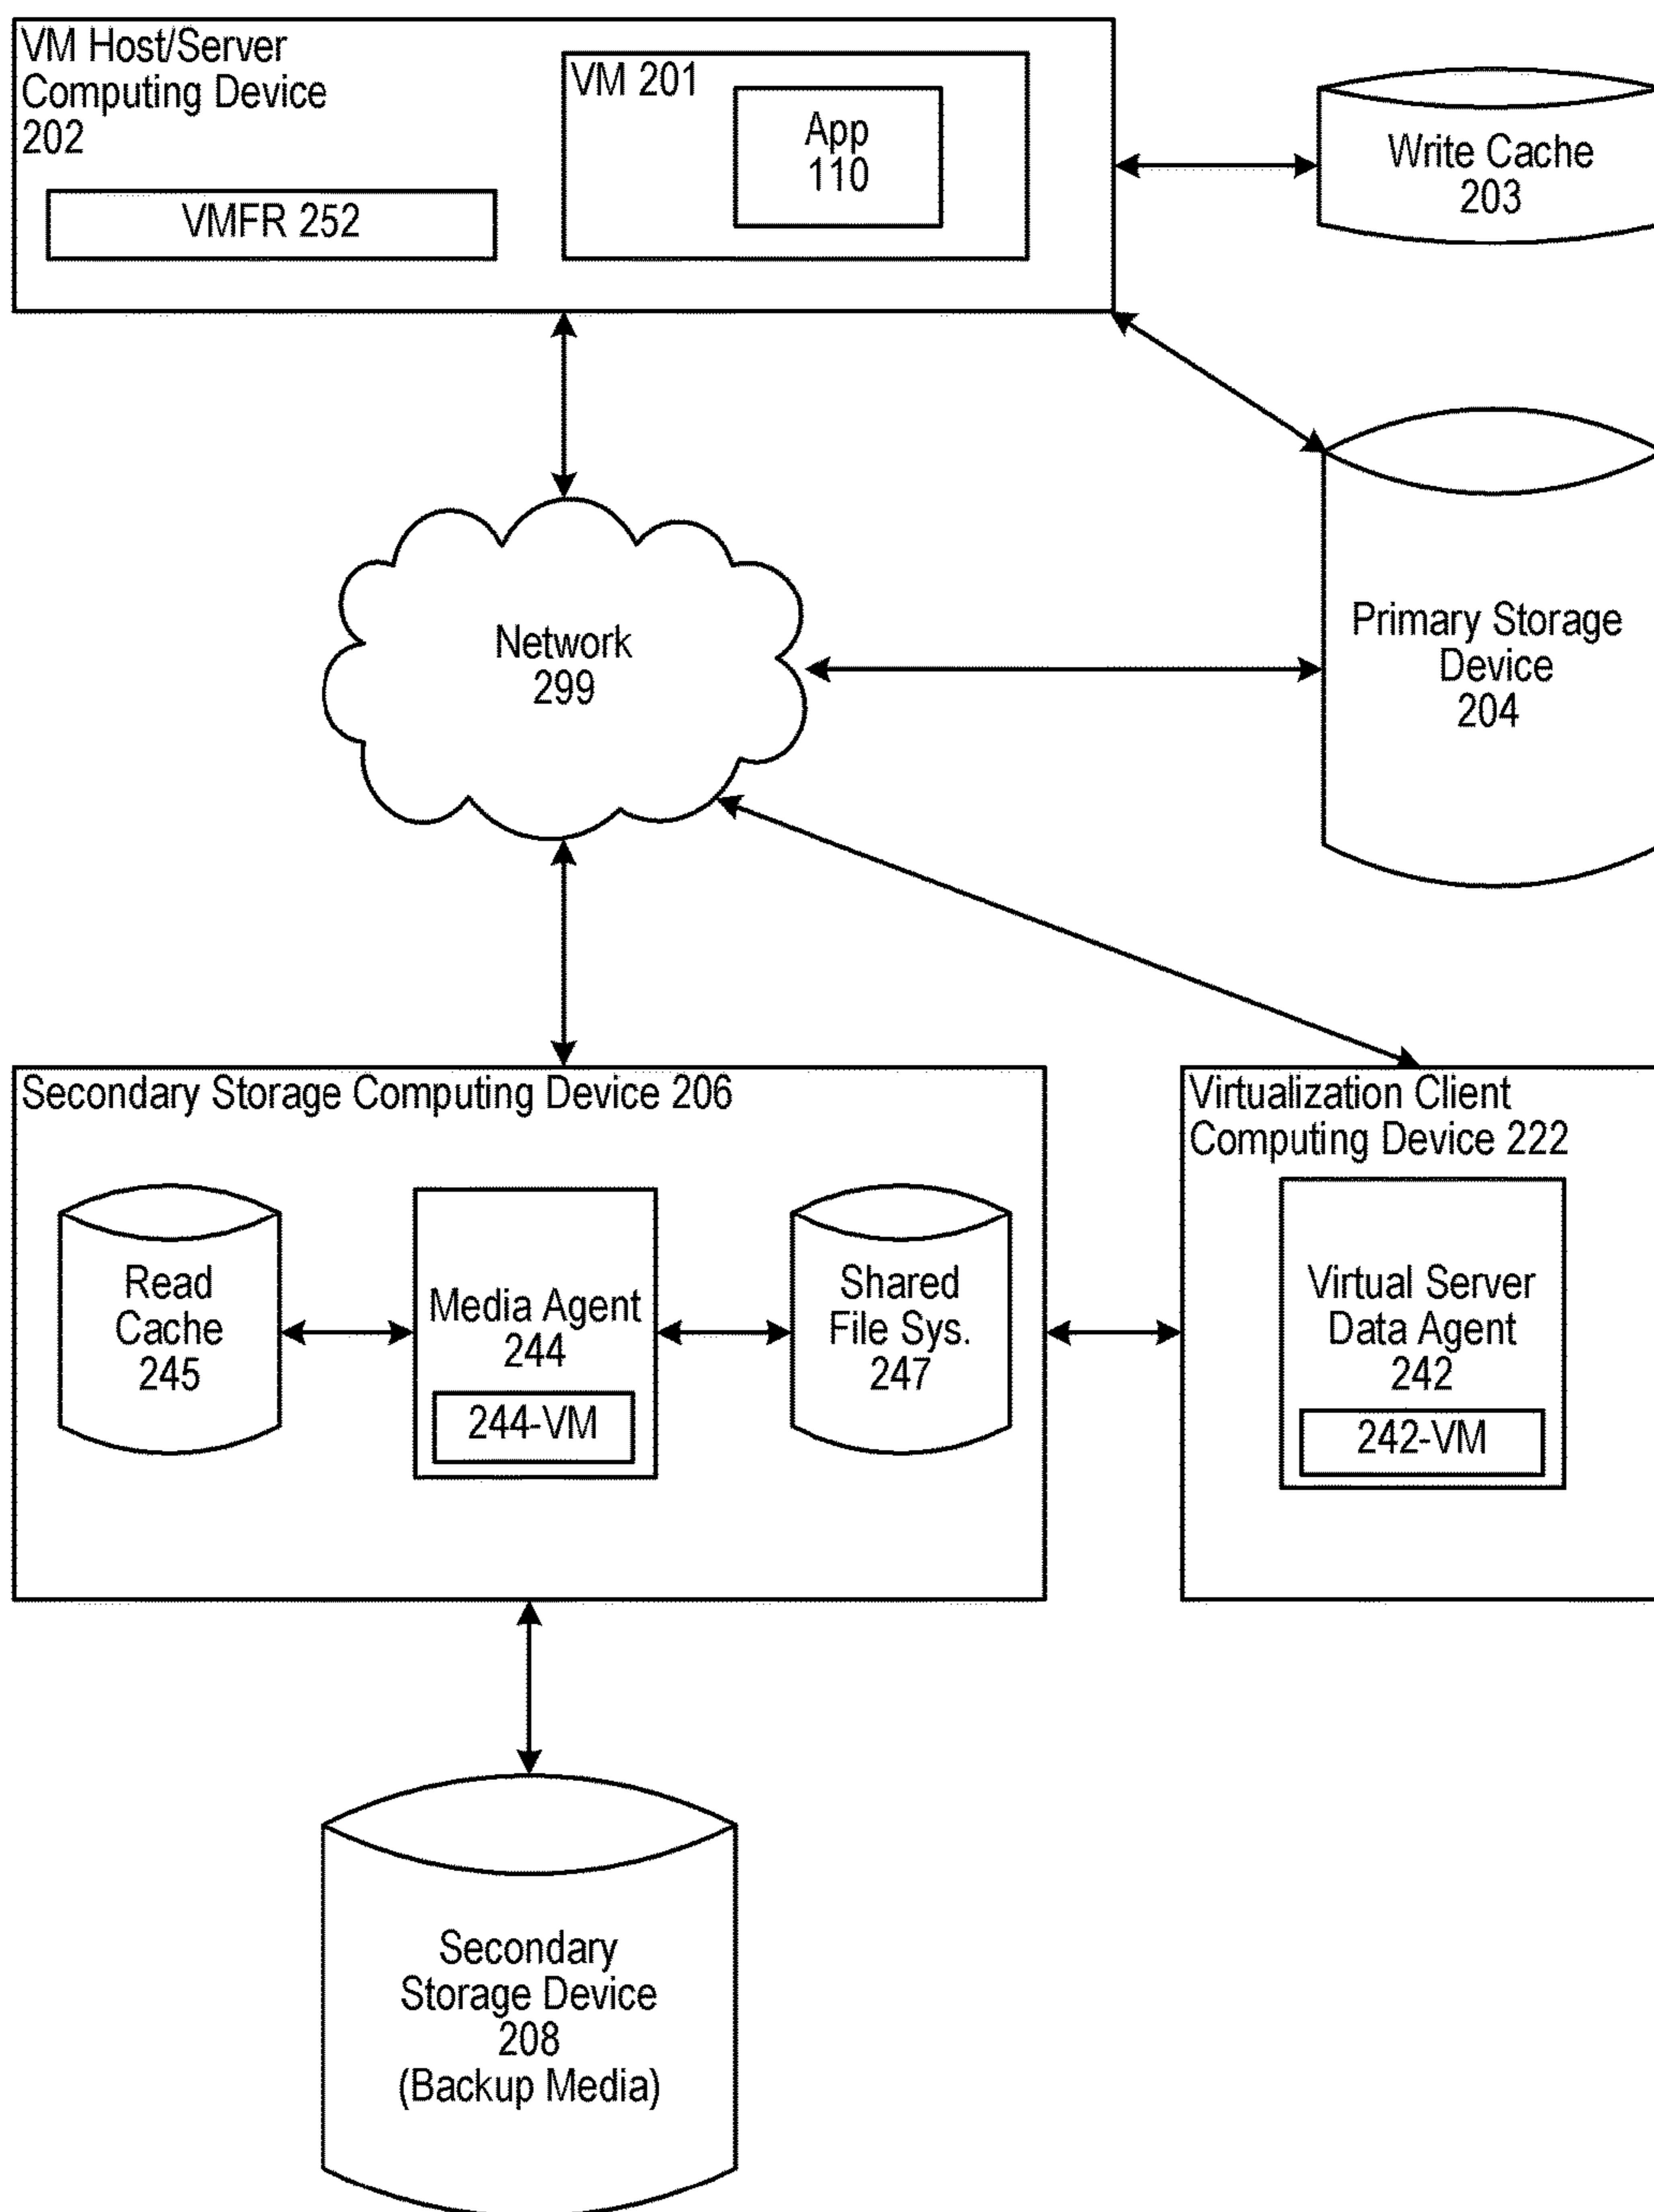 VM Host/Server
Computing Device
202
VMFR 252
VM 201
App
110
Write Cache
203
Network
299
Primary Storage
Device
204
Secondary Storage Computing Device 206
Read
Cache
245
Media Agent
244
244-VM
Shared
File Sys.
247
Virtualization Client
Computing Device 222
Virtual Server
Data Agent
242
242-VM
Secondary
Storage Device
208
(Backup Media)